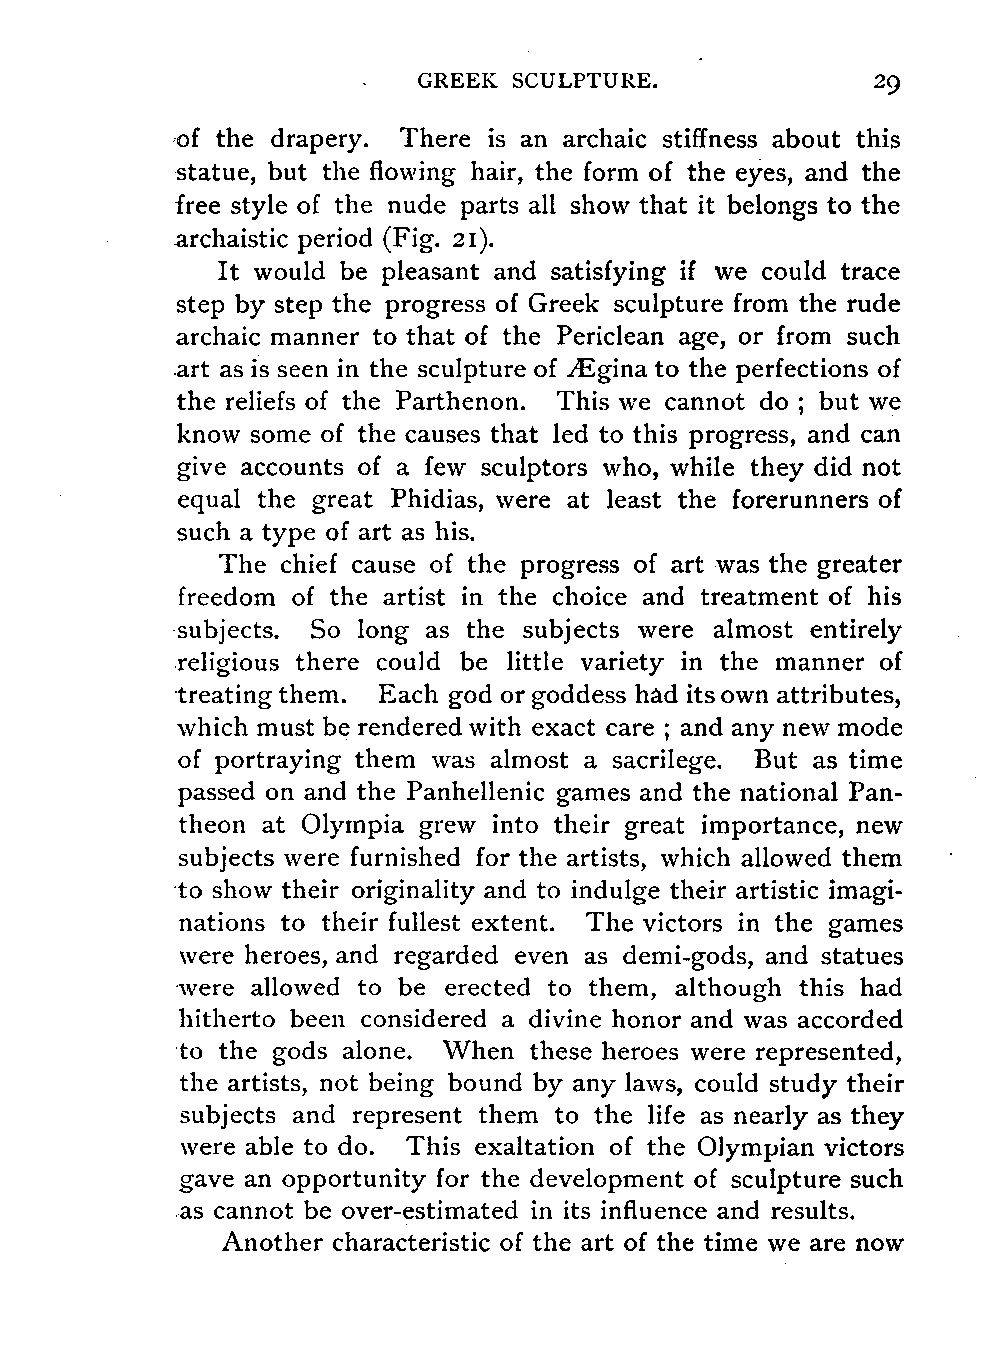 GREEK SCULPTURE. 29
of the drapery. There is an archaic stiffness about this
statue, but the flowing hair, the form of the eyes, and the
free style of the nude parts all show that it belongs to the
archaistic period (Fig. 21).
It would be pleasant and satisfying if we could trace
step by step the progress of Greek sculpture from the rude
archaic manner to that of the Periclean age, or from such
art as is seen in the sculpture of Ægina to the perfections of
the reliefs of the Parthenon. This we cannot do ; but we
know some of the causes that led to this progress, and can
give accounts of a few sculptors who, while they did not
equal the great Phidias, were at least the forerunners of
such a type of art as his.
The chief cause of the progress of art was the greater
freedom of the artist in the choice and treatment of his
subjects. So long as the subjects were almost entirely
religious there could be little variety in the manner of
treating them. Each god or goddess had its own attributes,
which must be rendered with exact care ; and any new mode
of portraying them was almost a sacrilege. But as time
passed on and the Panhellenic games and the national Pan-
theon at Olympia grew into their great importance, new
subjects were furnished for the artists, which allowed them
to show their originality and to indulge their artistic imagi-
nations to their fullest extent. The victors in the games
were heroes, and regarded even as demi-gods, and statues
were allowed to be erected to them, although this had
hitherto been considered a divine honor and was accorded
to the gods alone. When these heroes were represented,
the artists, not being bound by any laws, could study their
subjects and represent them to the life as nearly as they
were able to do. This exaltation of the Olympian victors
gave an opportunity for the development of sculpture such
as cannot be over-estimated in its influence and results.
Another characteristic of the art of the time we are now